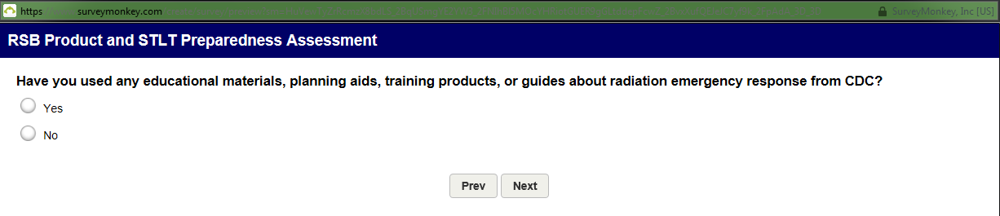 https surveymonkey.com SurveyMonkey, Inc [US]
RSB Product and STLT Preparedness Assessment
Have you used any educational materials, planning aids, training products, or guides about radiation emergency response from CDC?
Yes
No
Prev Next